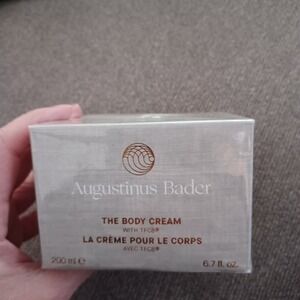 Augustinus Bader
THE BODY CREAM
WITH TFC8®
LA CRÈME POUR LE CORPS
AVEC TFC8®
200 ml ℮ 6.7 fl. oz.